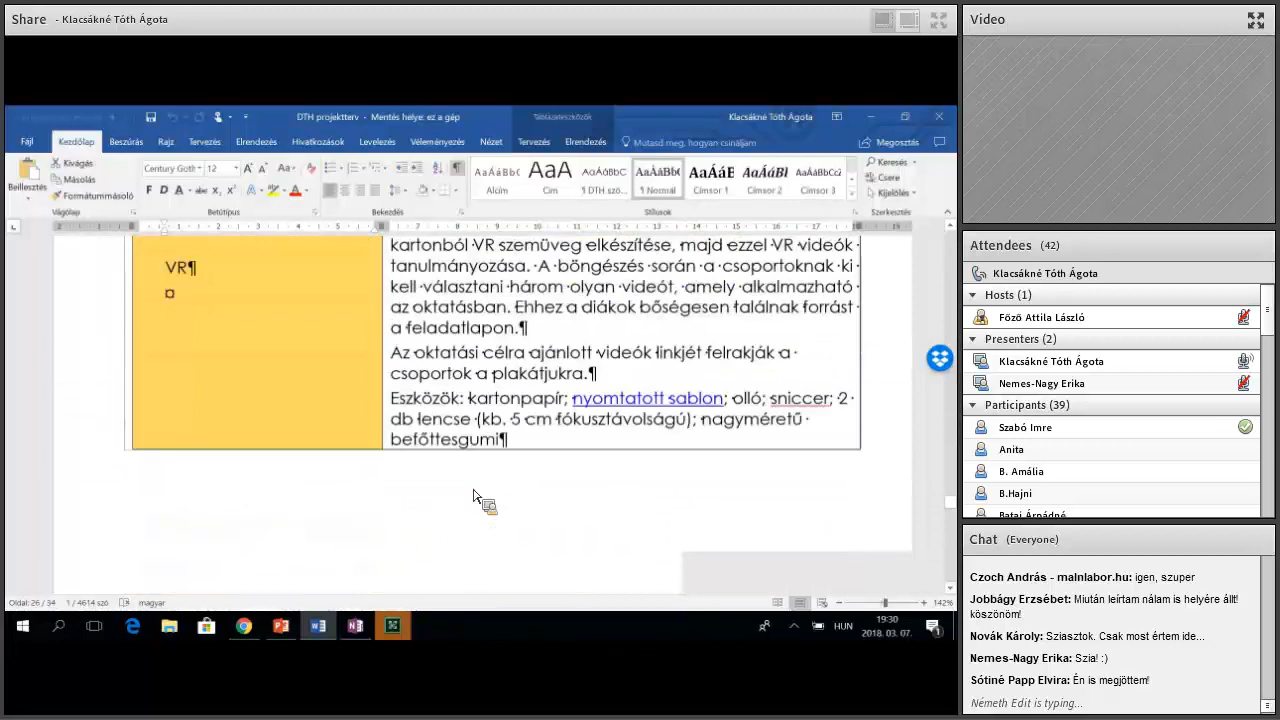 Share - Klacsákné Tóth Ágota
DTH projektterv - Mentés helye: ez a gép
Táblázateszközök
Klacsákné Tóth Ágota
Fájl Kezdőlap Beszúrás Rajz Tervezés Elrendezés Hivatkozások Levelezés Véleményezés Nézet Tervezés Elrendezés Mutasd meg, hogyan csináljam Megosztás
Beillesztés
Kivágás
Másolás
Formátummásoló
Vágólap
Century Goth 12
Betűtípus
Bekezdés
AaBbC AaA AaBbCc AaBbC AaBb AaBbB AaBbCc
Alcím Cím ¶ DTH szö... ¶ Normál Címsor 1 Címsor 2 Címsor 3
Stílusok
Keresés
Csere
Kijelölés
Szerkesztés
VR¶
¤
kartonból VR szemüveg elkészítése, majd ezzel VR videók
tanulmányozása. A böngészés során a csoportoknak ki
kell választani három olyan videót, amely alkalmazható
az oktatásban. Ehhez a diákok bőségesen találnak forrást
a feladatlapon.¶
Az oktatási célra ajánlott videók linkjét felrakják a
csoportok a plakátjukra.¶
Eszközök: kartonpapír; nyomtatott sablon; olló; sniccer; 2
db lencse (kb. 5 cm fókusztávolságú); nagyméretű
befőttesgumi¶
Oldal: 26 / 34 1 / 4614 szó magyar 142%
HUN
19:30
2018. 03. 07.
Video
Attendees (42)
Klacsákné Tóth Ágota
Hosts (1)
Főző Attila László
Presenters (2)
Klacsákné Tóth Ágota
Nemes-Nagy Erika
Participants (39)
Szabó Imre
Anita
B. Amália
B.Hajni
Batai Árpádné
Chat (Everyone)
Czoch András - malnlabor.hu: igen, szuper
Jobbágy Erzsébet: Miután leírtam nálam is helyére állt!
köszönöm!
Novák Károly: Sziasztok. Csak most értem ide...
Nemes-Nagy Erika: Szia! :)
Sótiné Papp Elvira: Én is megjöttem!
Németh Edit is typing...